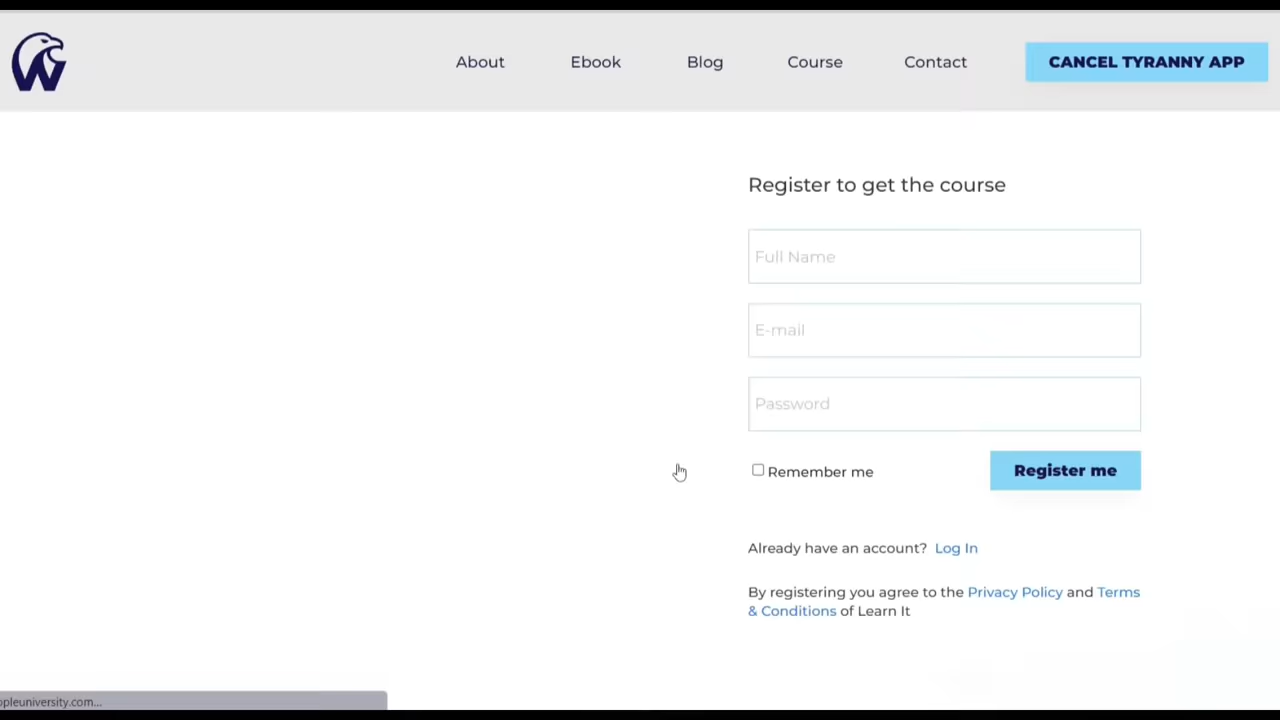 About
Ebook
Blog
Course
Contact
CANCEL TYRANNY APP
Register to get the course
Full Name
E-mail
Password
Remember me
Register me
Already have an account? Log In
By registering you agree to the Privacy Policy and Terms
& Conditions of Learn It
opleuniversity.com...